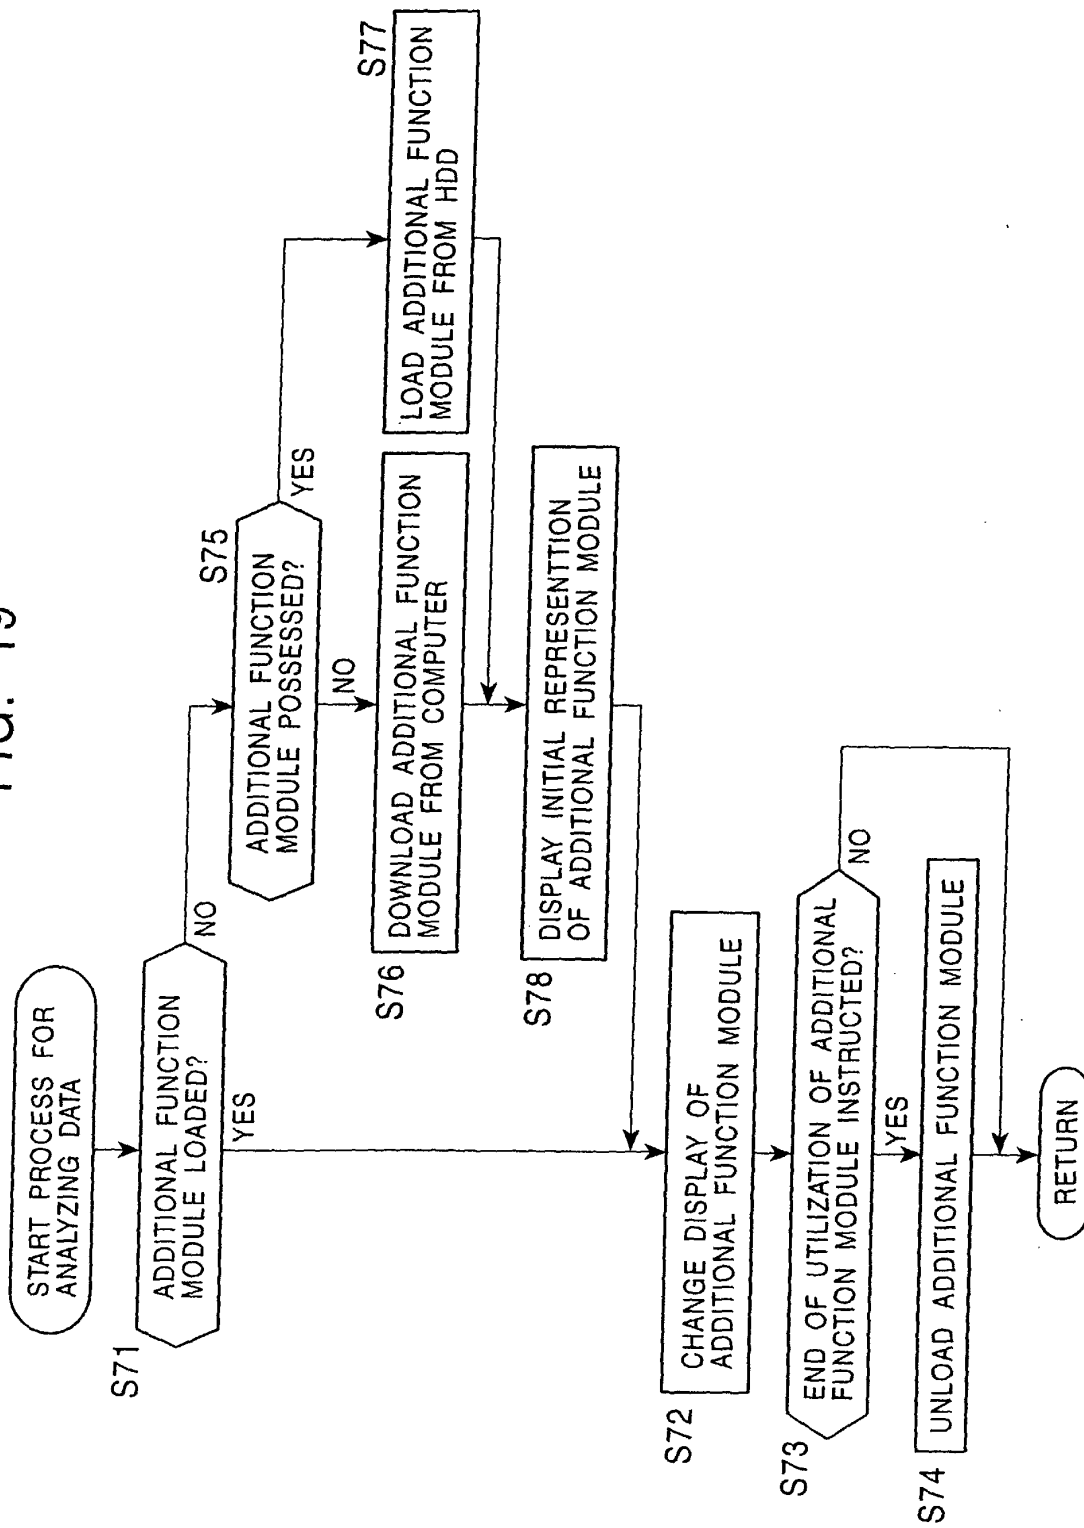 FIG. 19
START PROCESS FOR
ANALYZING DATA
S71
ADDITIONAL FUNCTION
MODULE LOADED?
NO
YES
S75
ADDITIONAL FUNCTION
MODULE POSSESSED?
YES
NO
S76
DOWNLOAD ADDITIONAL FUNCTION
MODULE FROM COMPUTER
S77
LOAD ADDITIONAL FUNCTION
MODULE FROM HDD
S78
DISPLAY INITIAL REPRESENTTION
OF ADDITIONAL FUNCTION MODULE
S72
CHANGE DISPLAY OF
ADDITIONAL FUNCTION MODULE
S73
END OF UTILIZATION OF ADDITIONAL
FUNCTION MODULE INSTRUCTED?
NO
YES
S74
UNLOAD ADDITIONAL FUNCTION MODULE
RETURN